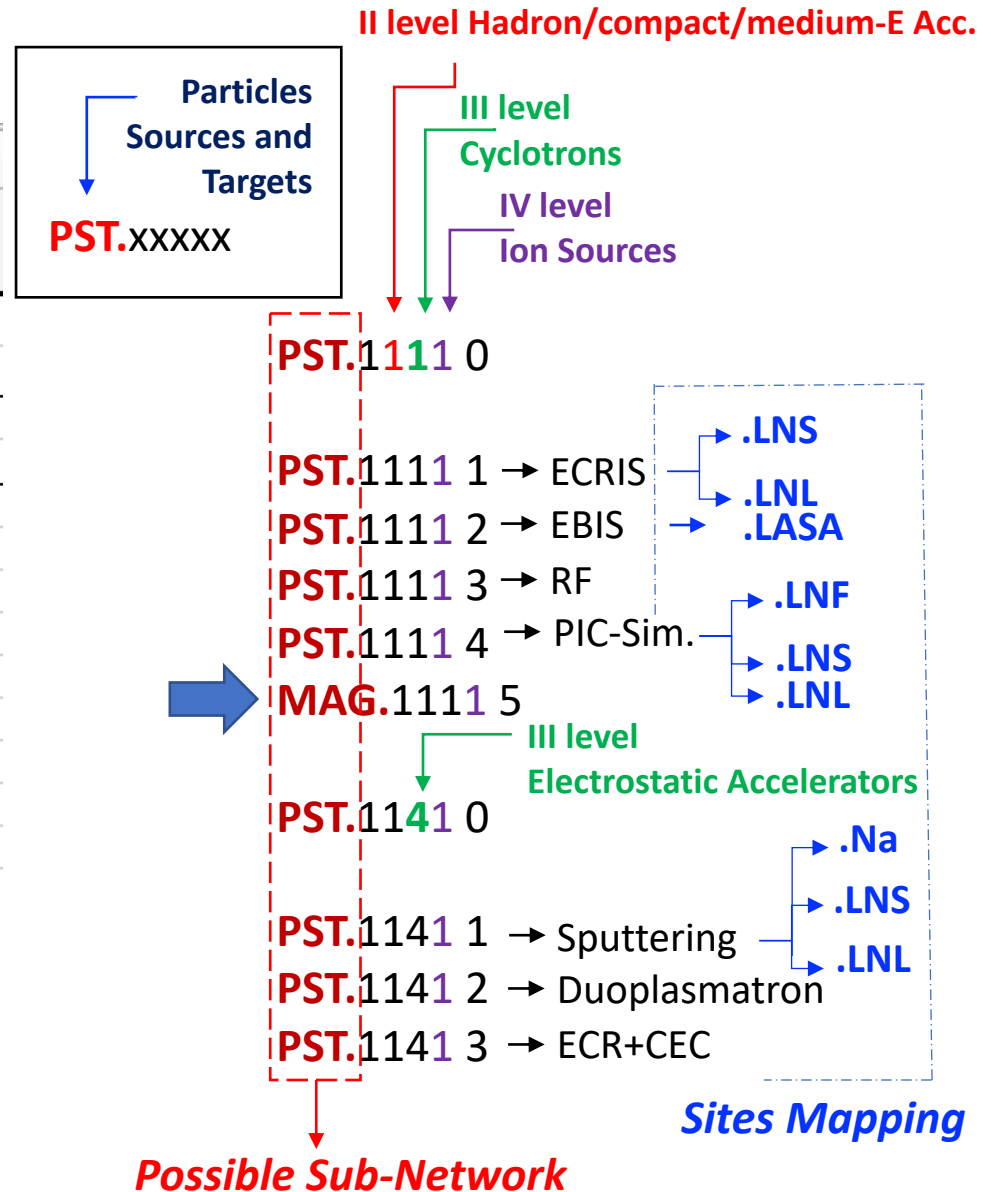 II level Hadron/compact/medium-E Acc.
Particles
Sources and
Targets
PST.xxxxx
III level
Cyclotrons
IV level
Ion Sources
PST.1111 0
PST.1111 1 → ECRIS
.LNS
.LNL
PST.1111 2 → EBIS → .LASA
PST.1111 3 → RF
PST.1111 4 → PIC-Sim.
.LNF
.LNS
.LNL
MAG.1111 5
III level
Electrostatic Accelerators
PST.1141 0
PST.1141 1 → Sputtering
.Na
.LNS
.LNL
PST.1141 2 → Duoplasmatron
PST.1141 3 → ECR+CEC
Sites Mapping
Possible Sub-Network